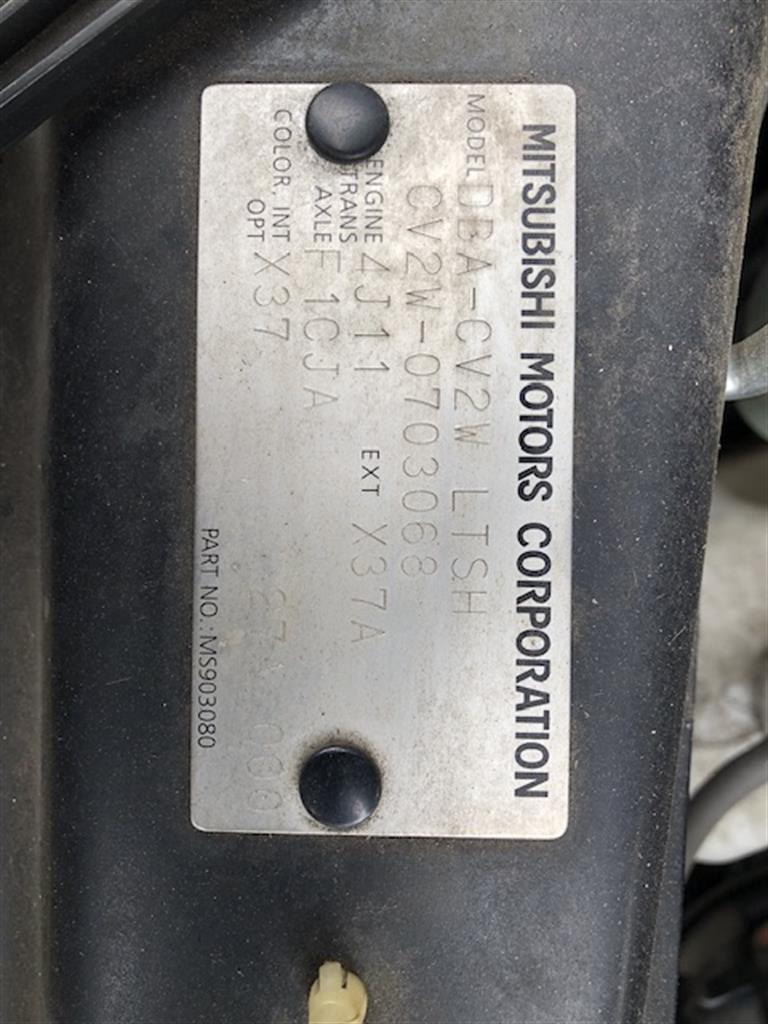 MITSUBISHI MOTORS CORPORATION
MODEL DBA-CV2W LTSH
CV2W-0703068
ENGINE 4J11 EXT X37A
TRANS AXLE F1CJA
COLOR, INT OPT X37
PART NO.: MS903080